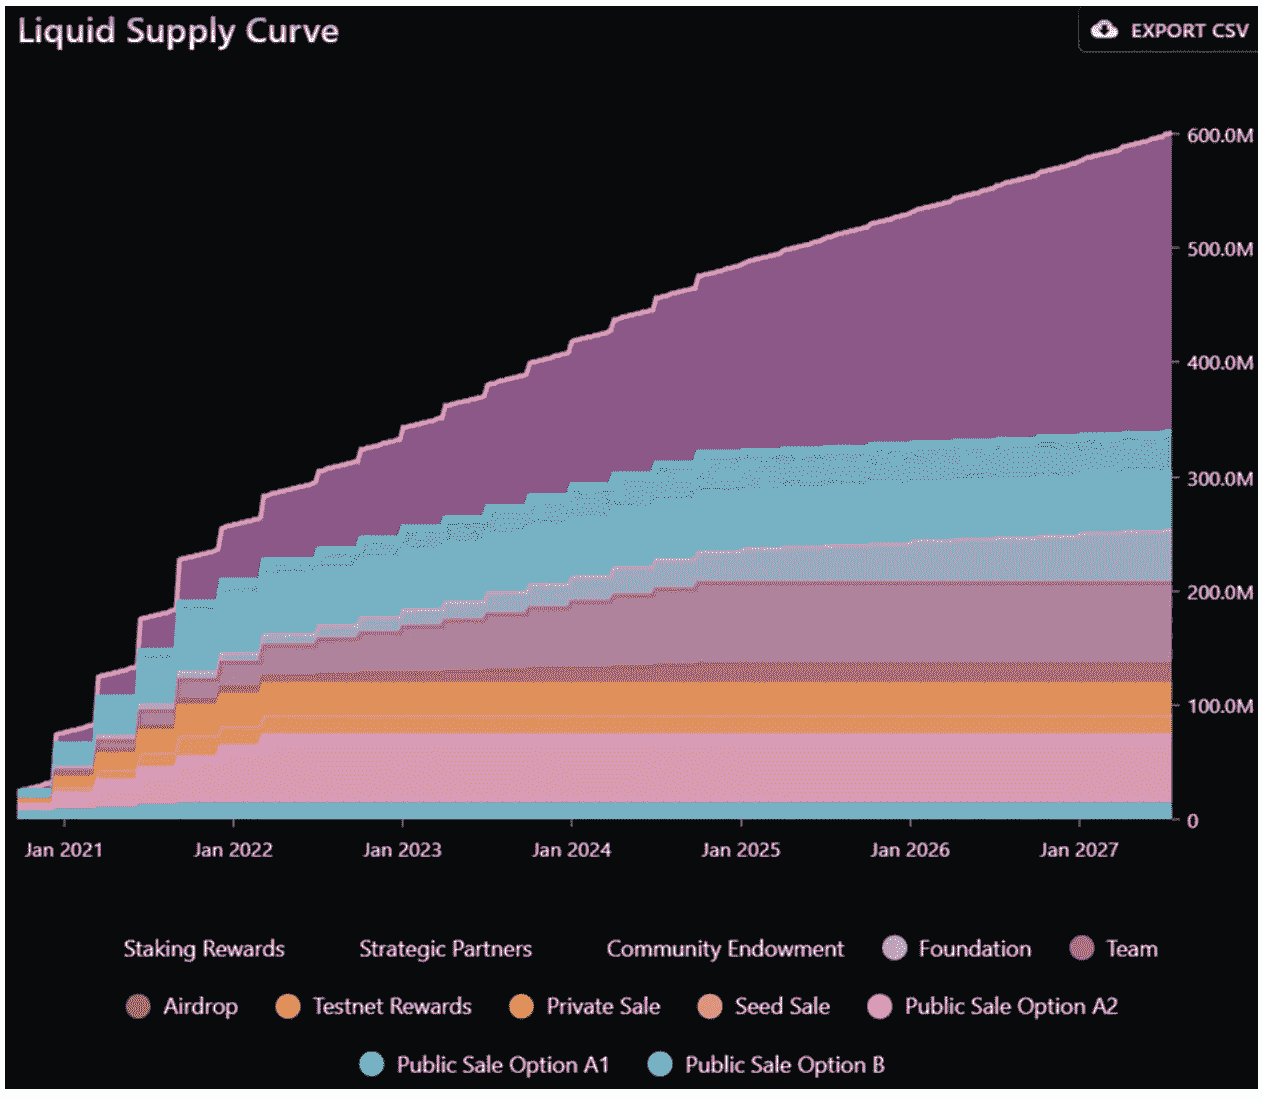 Liquid Supply Curve
EXPORT CSV
600.0M
500.0M
400.0M
300.0M
200.0M
100.0M
0
Jan 2021 Jan 2022 Jan 2023 Jan 2024 Jan 2025 Jan 2026 Jan 2027
Staking Rewards Strategic Partners Community Endowment Foundation Team
Airdrop Testnet Rewards Private Sale Seed Sale Public Sale Option A2
Public Sale Option A1 Public Sale Option B